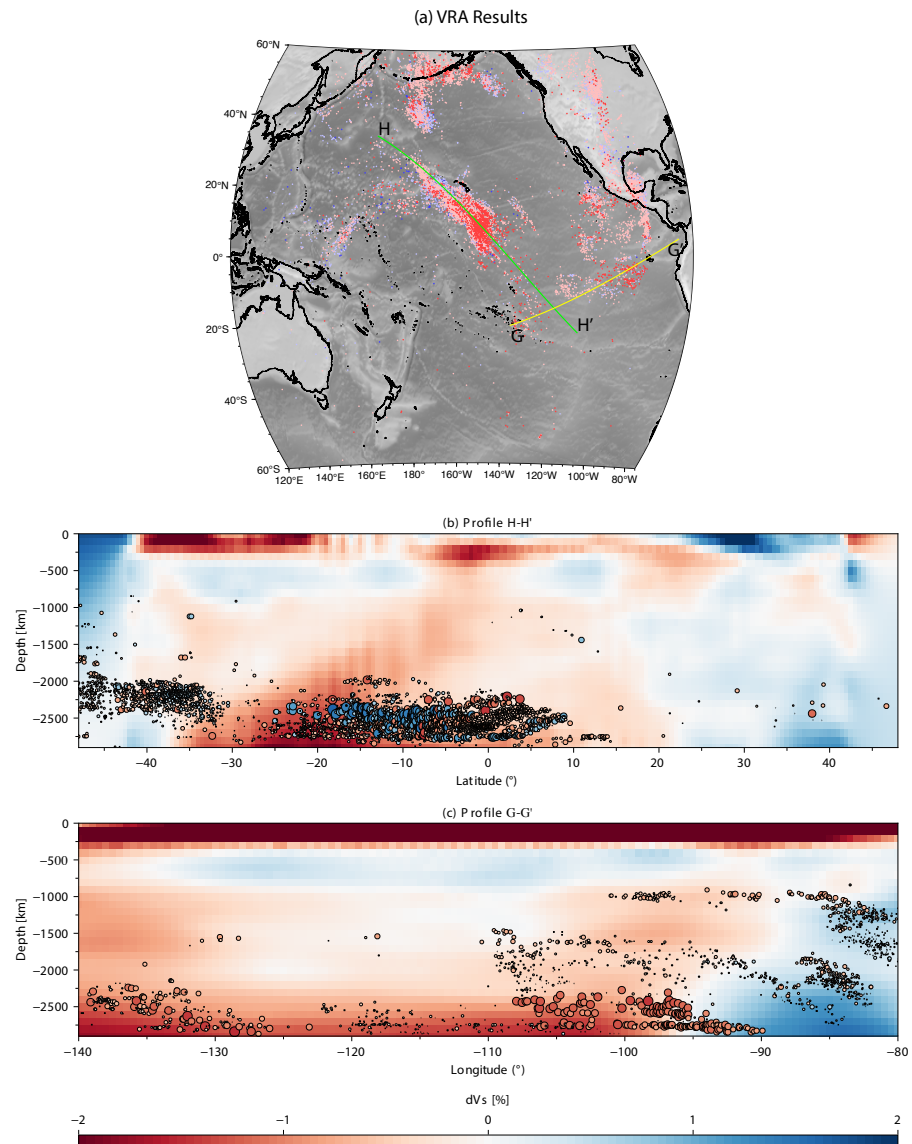 (a) VRA Results
60°N
40°N
20°N
0°
20°S
40°S
60°S
H
G'
G
H'
120°E 140°E 160°E 180° 160°W 140°W 120°W 100°W 80°W
(b) Profile H-H'
0
−500
−1000
−1500
−2000
−2500
Depth [km]
−40 −30 −20 −10 0 10 20 30 40
Latitude (°)
(c) Profile G-G'
0
−500
−1000
−1500
−2000
−2500
Depth [km]
−140 −130 −120 −110 −100 −90 −80
Longitude (°)
dVs [%]
−2 −1 0 1 2